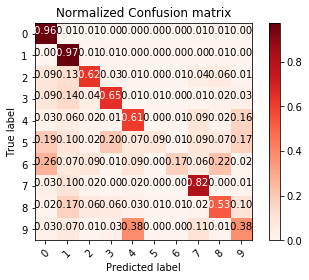 Normalized Confusion matrix
0 0.96 0.01 0.01 0.00 0.00 0.00 0.00 0.01 0.01 0.00
1 0.00 0.97 0.01 0.01 0.00 0.00 0.00 0.00 0.01 0.00
2 0.09 0.13 0.62 0.03 0.01 0.00 0.01 0.04 0.06 0.01
3 0.09 0.14 0.04 0.65 0.01 0.00 0.00 0.01 0.02 0.03
4 0.03 0.06 0.02 0.01 0.61 0.00 0.01 0.09 0.02 0.16
5 0.19 0.10 0.02 0.20 0.07 0.09 0.01 0.09 0.07 0.17
6 0.26 0.07 0.09 0.01 0.09 0.00 0.17 0.06 0.22 0.02
7 0.03 0.10 0.02 0.00 0.02 0.00 0.00 0.82 0.00 0.01
8 0.02 0.17 0.06 0.06 0.03 0.01 0.01 0.02 0.53 0.10
9 0.03 0.07 0.01 0.00 0.38 0.00 0.00 0.11 0.01 0.38
0 1 2 3 4 5 6 7 8 9
True label
Predicted label
0.8
0.6
0.4
0.2
0.0